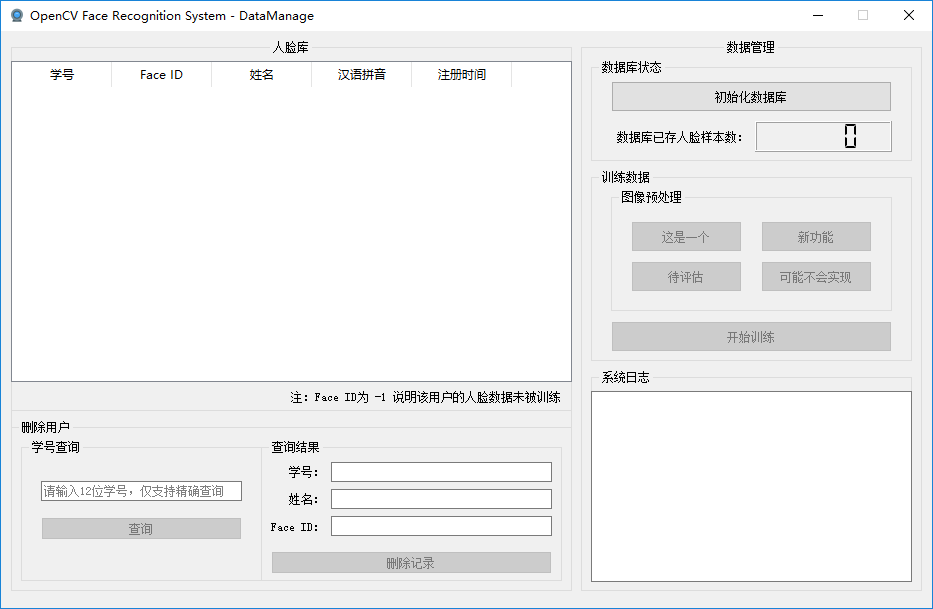 OpenCV Face Recognition System - DataManage
人脸库
学号 Face ID 姓名 汉语拼音 注册时间
注: Face ID为 -1 说明该用户的人脸数据未被训练
删除用户
学号查询
请输入12位学号，仅支持精确查询
查询
查询结果
学号:
姓名:
Face ID:
删除记录
数据管理
数据库状态
初始化数据库
数据库已存人脸样本数: 0
训练数据
图像预处理
这是一个 新功能
待评估 可能不会实现
开始训练
系统日志